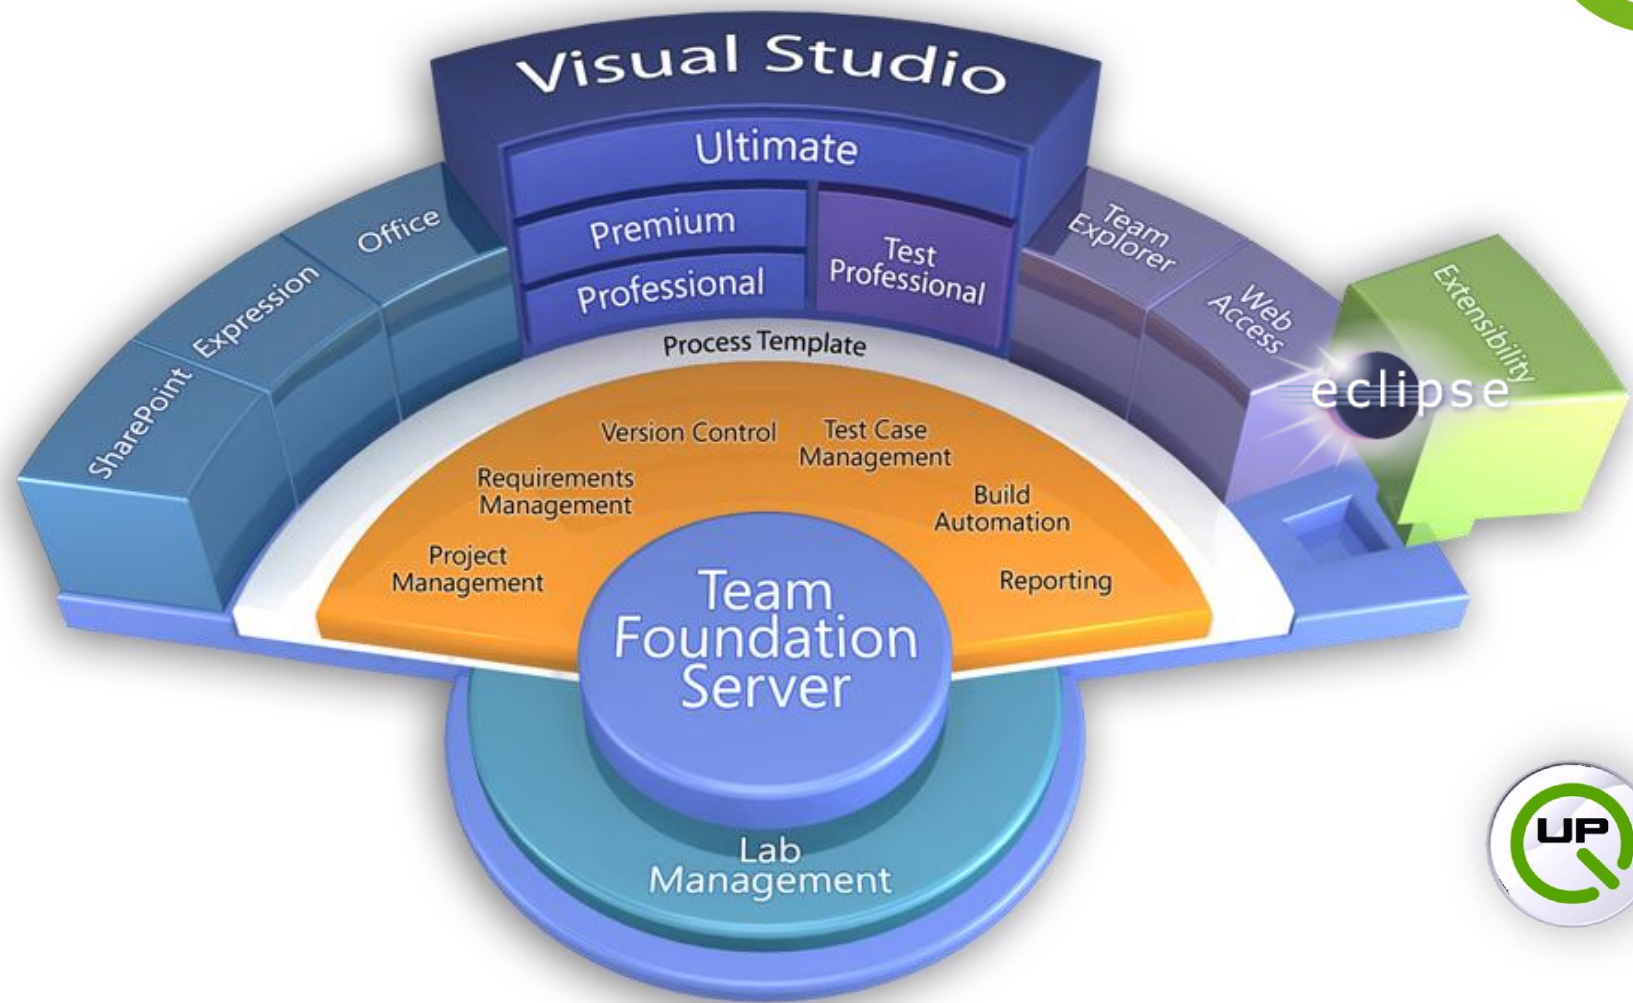 Visual Studio
Ultimate
Premium
Professional
Test
Professional
Office
Expression
SharePoint
Team
Explorer
Web
Access
Extensibility
eclipse
Process Template
Version Control
Test Case
Management
Requirements
Management
Build
Automation
Project
Management
Reporting
Team
Foundation
Server
Lab
Management
UP